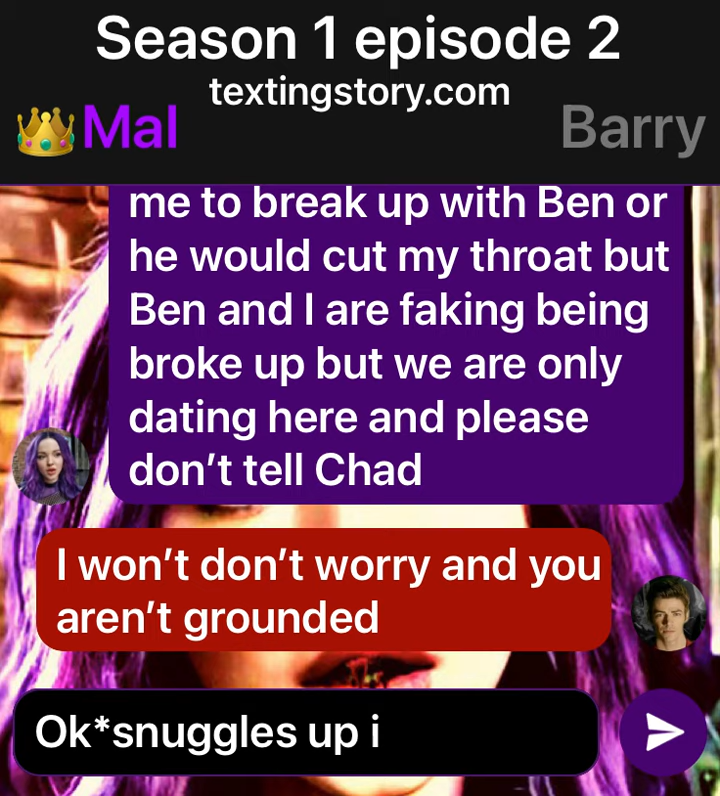 Season 1 episode 2
textingstory.com
👑Mal
Barry
me to break up with Ben or
he would cut my throat but
Ben and I are faking being
broke up but we are only
dating here and please
don't tell Chad
I won't don't worry and you
aren't grounded
Ok*snuggles up i